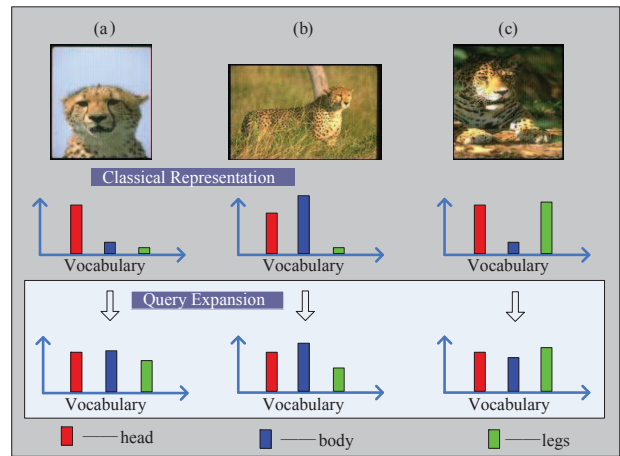 (a) (b) (c)
Classical Representation
Vocabulary Vocabulary Vocabulary
Query Expansion
Vocabulary Vocabulary Vocabulary
head body legs